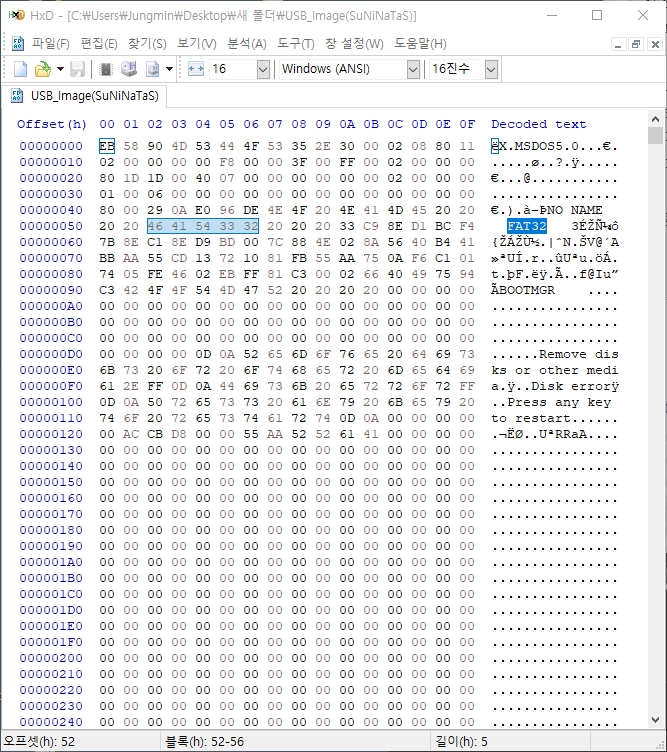 HxD - [C:₩Users₩Jungmin₩Desktop₩새 폴더₩USB_Image(SuNiNaTaS)]
파일(F) 편집(E) 찾기(S) 보기(V) 분석(A) 도구(T) 창 설정(W) 도움말(H)
16 Windows (ANSI) 16진수
USB_Image(SuNiNaTaS)
Offset(h) 00 01 02 03 04 05 06 07 08 09 0A 0B 0C 0D 0E 0F Decoded text
00000000 EB 58 90 4D 53 44 4F 53 35 2E 30 00 02 08 80 11 ëX.MSDOS5.0...€.
00000010 02 00 00 00 00 F8 00 00 3F 00 FF 00 02 00 00 00 .....ø..?.ÿ.....
00000020 80 1D 1D 00 40 07 00 00 00 00 00 00 02 00 00 00 €...@...........
00000030 01 00 06 00 00 00 00 00 00 00 00 00 00 00 00 00 ................
00000040 80 00 29 0A E0 96 DE 4E 4F 20 4E 41 4D 45 20 20 €.).à–ÞNO NAME
00000050 20 20 46 41 54 33 32 20 20 20 33 C9 8E D1 BC F4 FAT32   3ÉŽÑ¼ô
00000060 7B 8E C1 8E D9 BD 00 7C 88 4E 02 8A 56 40 B4 41 {ŽÁŽÙ½.|ˆN.ŠV@´A
00000070 BB AA 55 CD 13 72 10 81 FB 55 AA 75 0A F6 C1 01 »ªUÍ.r..ûUªu.öÁ.
00000080 74 05 FE 46 02 EB FF 81 C3 00 02 66 40 49 75 94 t.þF.ëÿ.Ã..f@Iu”
00000090 C3 42 4F 4F 54 4D 47 52 20 20 20 20 00 00 00 00 ÃBOOTMGR    ....
000000A0 00 00 00 00 00 00 00 00 00 00 00 00 00 00 00 00 ................
000000B0 00 00 00 00 00 00 00 00 00 00 00 00 00 00 00 00 ................
000000C0 00 00 00 00 00 00 00 00 00 00 00 00 00 00 00 00 ................
000000D0 00 00 00 00 0D 0A 52 65 6D 6F 76 65 20 64 69 73 ......Remove dis
000000E0 6B 73 20 6F 72 20 6F 74 68 65 72 20 6D 65 64 69 ks or other medi
000000F0 61 2E FF 0D 0A 44 69 73 6B 20 65 72 72 6F 72 FF a.ÿ..Disk errorÿ
00000100 0D 0A 50 72 65 73 73 20 61 6E 79 20 6B 65 79 20 ..Press any key
00000110 74 6F 20 72 65 73 74 61 72 74 0D 0A 00 00 00 00 to restart......
00000120 00 AC CB D8 00 00 55 AA 52 52 61 41 00 00 00 00 .¬ËØ..UªRRaA....
00000130 00 00 00 00 00 00 00 00 00 00 00 00 00 00 00 00 ................
00000140 00 00 00 00 00 00 00 00 00 00 00 00 00 00 00 00 ................
00000150 00 00 00 00 00 00 00 00 00 00 00 00 00 00 00 00 ................
00000160 00 00 00 00 00 00 00 00 00 00 00 00 00 00 00 00 ................
00000170 00 00 00 00 00 00 00 00 00 00 00 00 00 00 00 00 ................
00000180 00 00 00 00 00 00 00 00 00 00 00 00 00 00 00 00 ................
00000190 00 00 00 00 00 00 00 00 00 00 00 00 00 00 00 00 ................
000001A0 00 00 00 00 00 00 00 00 00 00 00 00 00 00 00 00 ................
000001B0 00 00 00 00 00 00 00 00 00 00 00 00 00 00 00 00 ................
000001C0 00 00 00 00 00 00 00 00 00 00 00 00 00 00 00 00 ................
000001D0 00 00 00 00 00 00 00 00 00 00 00 00 00 00 00 00 ................
000001E0 00 00 00 00 00 00 00 00 00 00 00 00 00 00 00 00 ................
000001F0 00 00 00 00 00 00 00 00 00 00 00 00 00 00 00 00 ................
00000200 00 00 00 00 00 00 00 00 00 00 00 00 00 00 00 00 ................
00000210 00 00 00 00 00 00 00 00 00 00 00 00 00 00 00 00 ................
00000220 00 00 00 00 00 00 00 00 00 00 00 00 00 00 00 00 ................
00000230 00 00 00 00 00 00 00 00 00 00 00 00 00 00 00 00 ................
00000240 00 00 00 00 00 00 00 00 00 00 00 00 00 00 00 00 ................
오프셋(h): 52 블록(h): 52-56 길이(h): 5